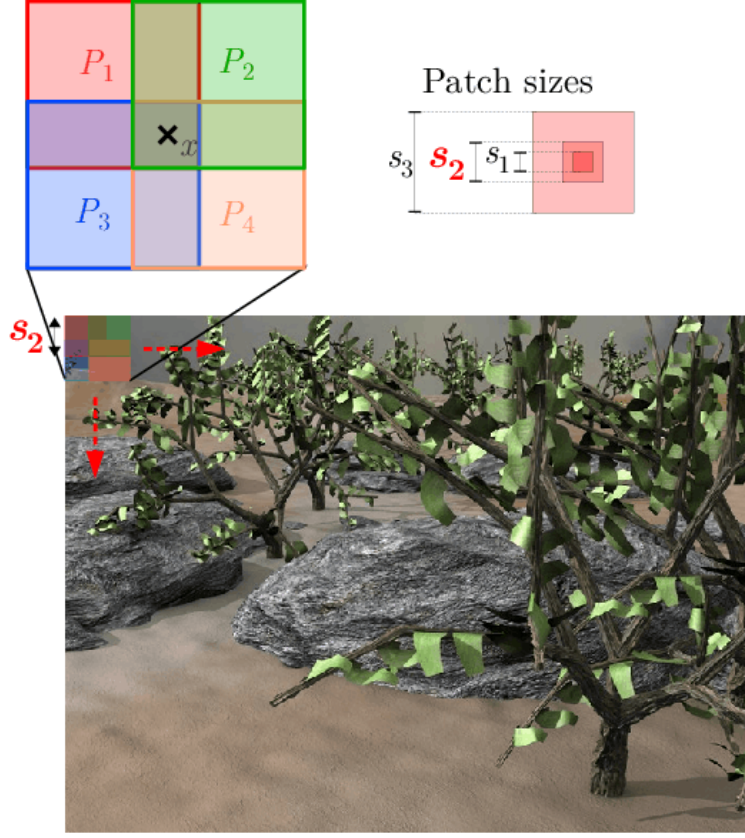 P₁ P₂
x
P₃ P₄
Patch sizes
s₃ s₂ s₁
s₂